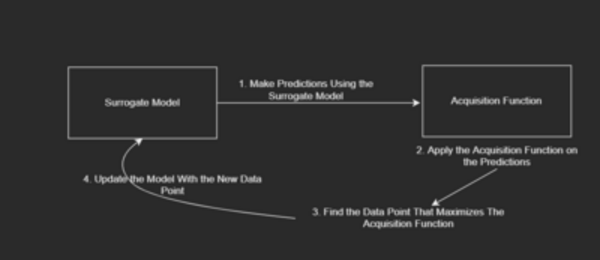 1. Make Predictions Using the
Surrogate Model
Surrogate Model
Acquisition Function
2. Apply the Acquisition Function on
the Predictions
4. Update the Model With the New Data
Point
3. Find the Data Point That Maximizes The
Acquisition Function